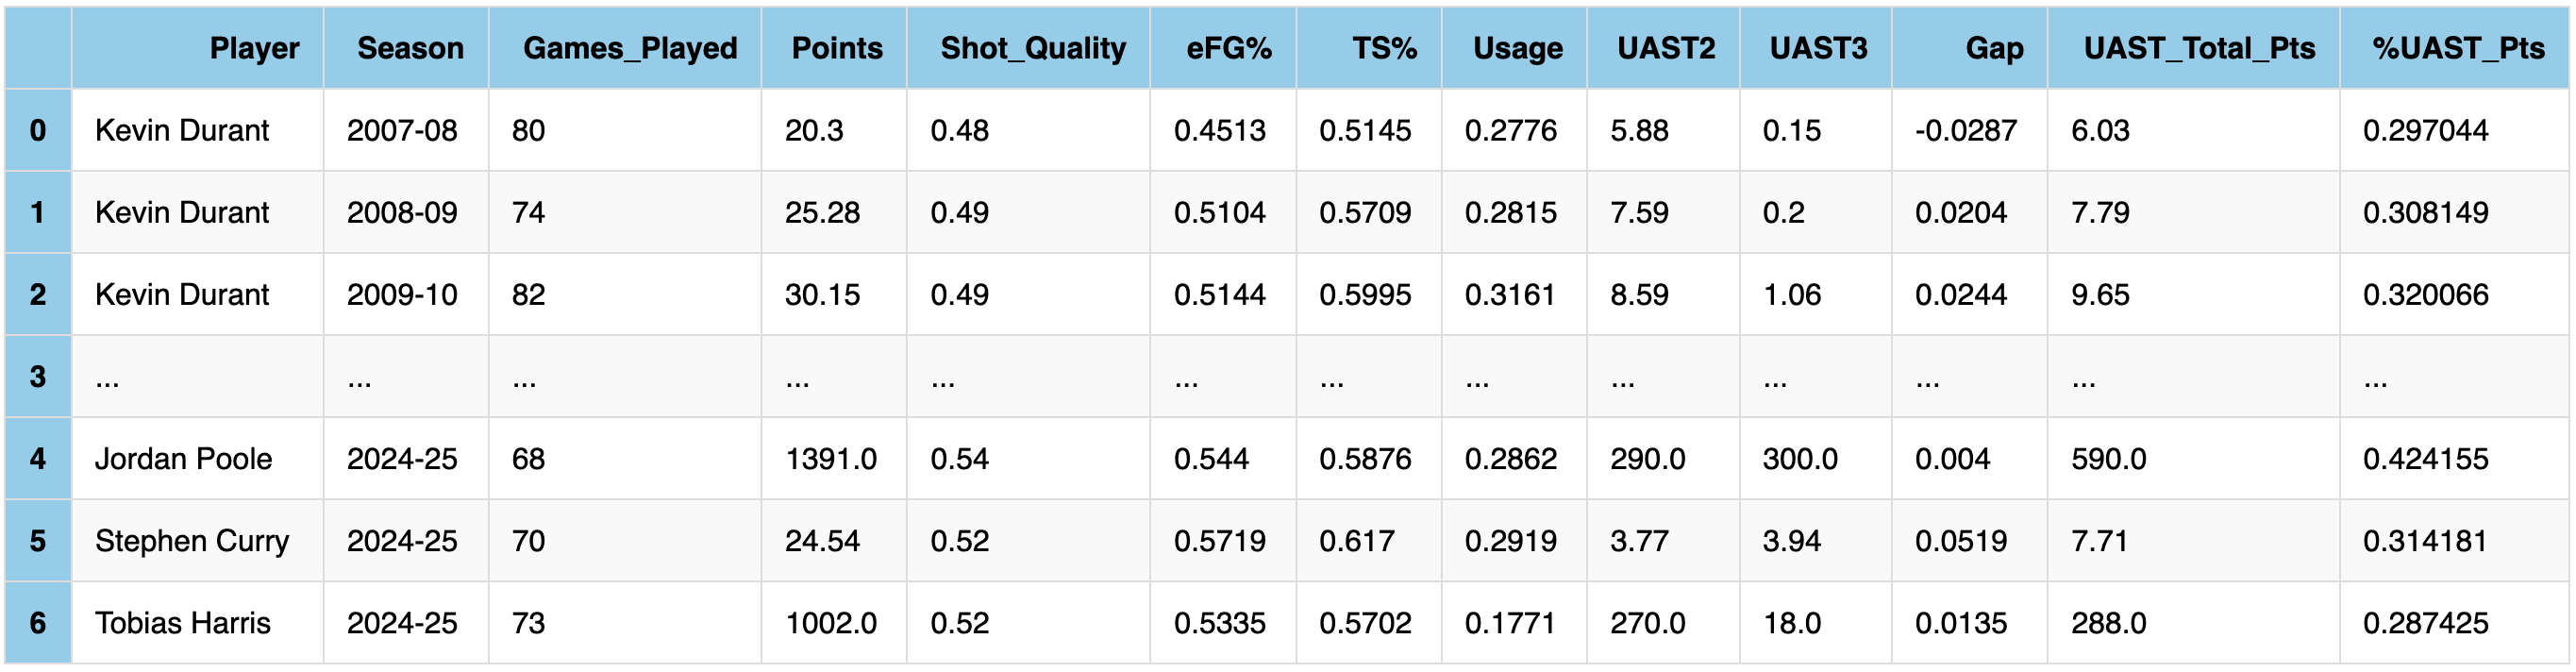 Player Season Games_Played Points Shot_Quality eFG% TS% Usage UAST2 UAST3 Gap UAST_Total_Pts %UAST_Pts
0 Kevin Durant 2007-08 80 20.3 0.48 0.4513 0.5145 0.2776 5.88 0.15 -0.0287 6.03 0.297044
1 Kevin Durant 2008-09 74 25.28 0.49 0.5104 0.5709 0.2815 7.59 0.2 0.0204 7.79 0.308149
2 Kevin Durant 2009-10 82 30.15 0.49 0.5144 0.5995 0.3161 8.59 1.06 0.0244 9.65 0.320066
3 ... ... ... ... ... ... ... ... ... ... ... ... ...
4 Jordan Poole 2024-25 68 1391.0 0.54 0.544 0.5876 0.2862 290.0 300.0 0.004 590.0 0.424155
5 Stephen Curry 2024-25 70 24.54 0.52 0.5719 0.617 0.2919 3.77 3.94 0.0519 7.71 0.314181
6 Tobias Harris 2024-25 73 1002.0 0.52 0.5335 0.5702 0.1771 270.0 18.0 0.0135 288.0 0.287425